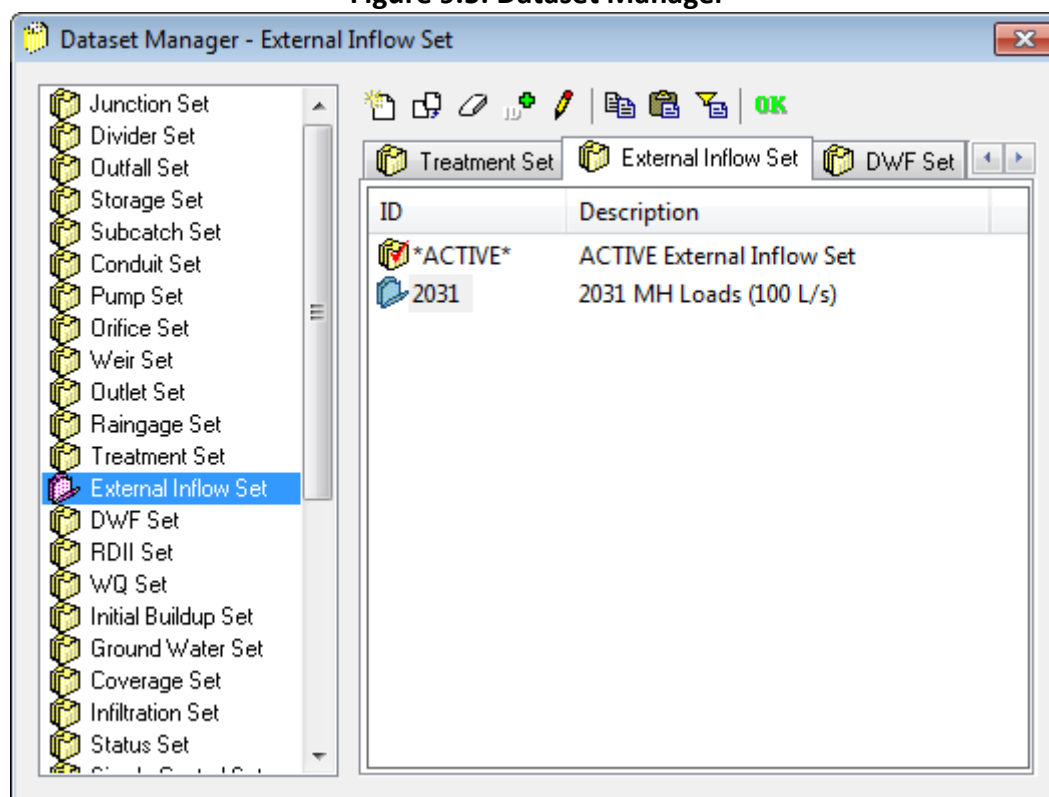 Dataset Manager - External Inflow Set
Junction Set
Divider Set
Outfall Set
Storage Set
Subcatch Set
Conduit Set
Pump Set
Orifice Set
Weir Set
Outlet Set
Raingage Set
Treatment Set
External Inflow Set
DWF Set
RDII Set
WQ Set
Initial Buildup Set
Ground Water Set
Coverage Set
Infiltration Set
Status Set
ID
OK
Treatment Set External Inflow Set DWF Set
ID Description
*ACTIVE* ACTIVE External Inflow Set
2031 2031 MH Loads (100 L/s)